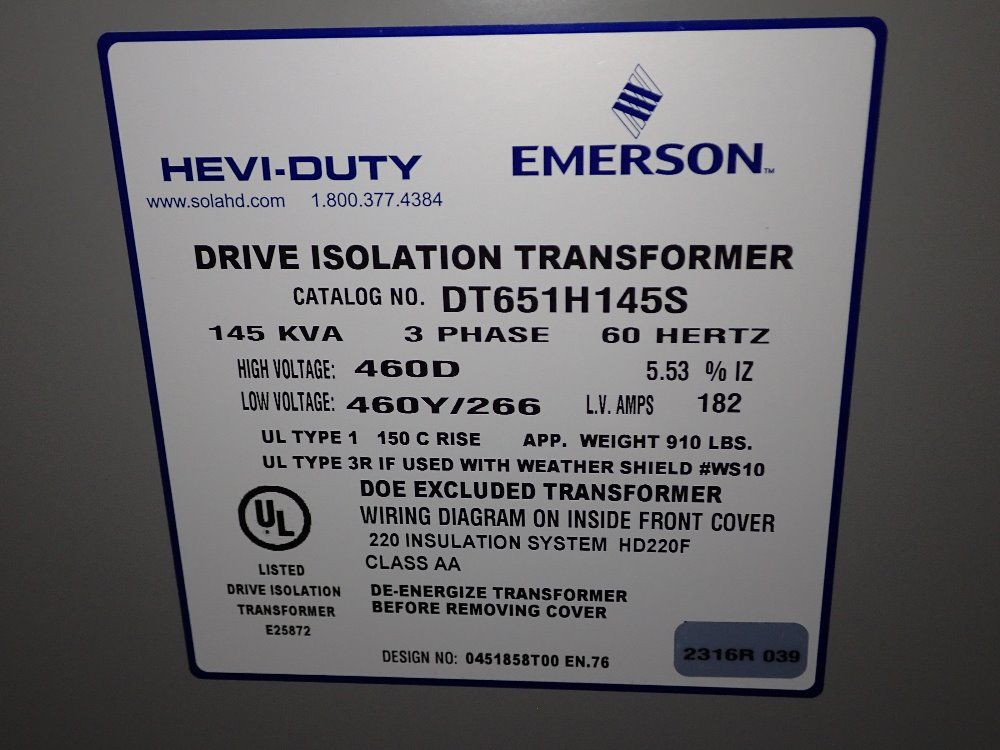 HEVI-DUTY
EMERSON™
www.solahd.com 1.800.377.4384
DRIVE ISOLATION TRANSFORMER
CATALOG NO. DT651H145S
145 KVA 3 PHASE 60 HERTZ
HIGH VOLTAGE: 460D 5.53 % IZ
LOW VOLTAGE: 460Y/266 L.V. AMPS 182
UL TYPE 1 150 C RISE APP. WEIGHT 910 LBS.
UL TYPE 3R IF USED WITH WEATHER SHIELD #WS10
DOE EXCLUDED TRANSFORMER
WIRING DIAGRAM ON INSIDE FRONT COVER
220 INSULATION SYSTEM HD220F
CLASS AA
UL
LISTED
DRIVE ISOLATION
TRANSFORMER
E25872
DE-ENERGIZE TRANSFORMER
BEFORE REMOVING COVER
DESIGN NO: 0451858T00 EN.76
2316R 039